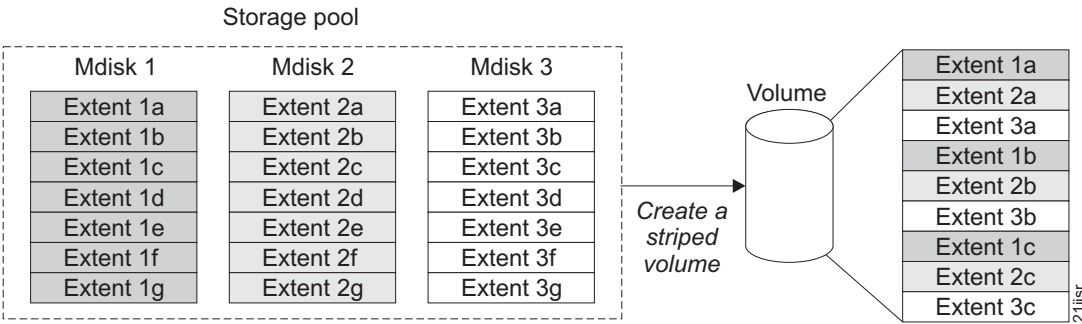 Storage pool
Mdisk 1
Extent 1a
Extent 1b
Extent 1c
Extent 1d
Extent 1e
Extent 1f
Extent 1g
Mdisk 2
Extent 2a
Extent 2b
Extent 2c
Extent 2d
Extent 2e
Extent 2f
Extent 2g
Mdisk 3
Extent 3a
Extent 3b
Extent 3c
Extent 3d
Extent 3e
Extent 3f
Extent 3g
Create a
striped
volume
Volume
Extent 1a
Extent 2a
Extent 3a
Extent 1b
Extent 2b
Extent 3b
Extent 1c
Extent 2c
Extent 3c